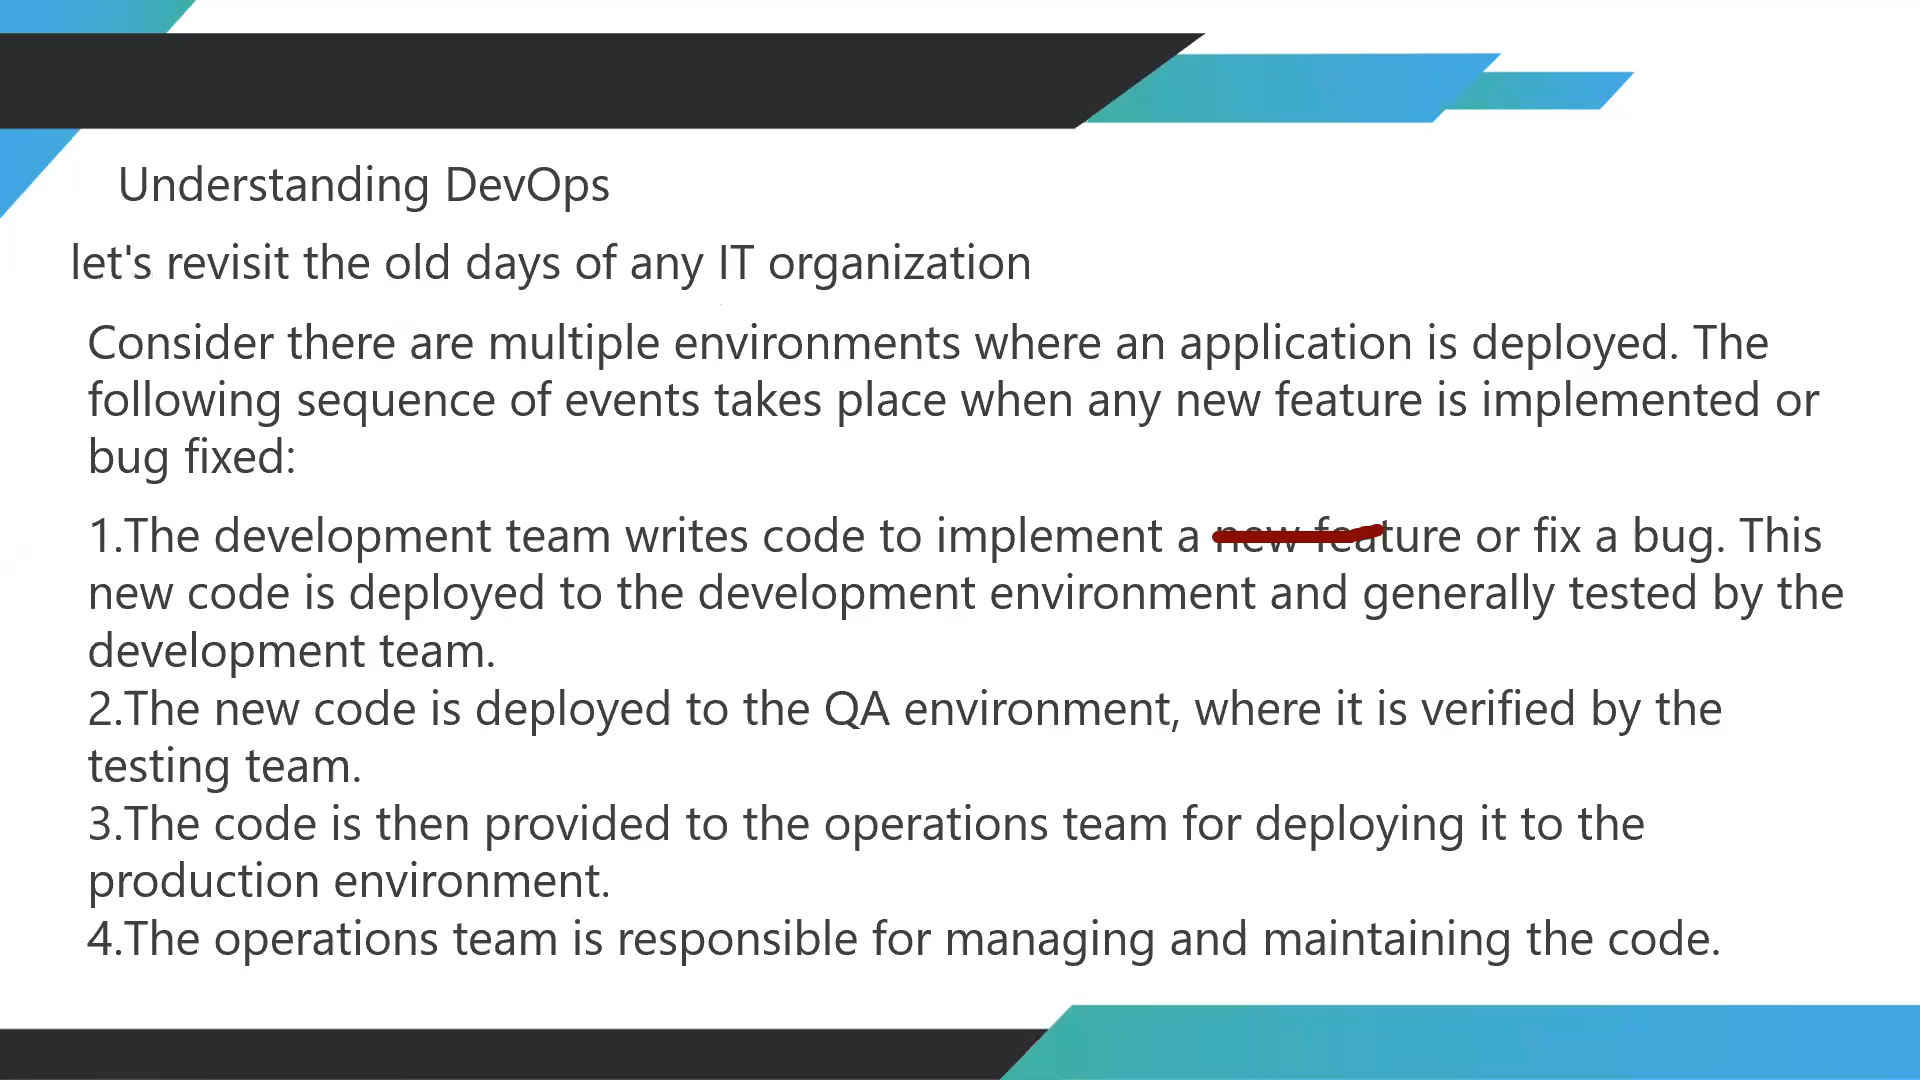 Understanding DevOps
let's revisit the old days of any IT organization
Consider there are multiple environments where an application is deployed. The
following sequence of events takes place when any new feature is implemented or
bug fixed:
1.The development team writes code to implement a new feature or fix a bug. This
new code is deployed to the development environment and generally tested by the
development team.
2.The new code is deployed to the QA environment, where it is verified by the
testing team.
3.The code is then provided to the operations team for deploying it to the
production environment.
4.The operations team is responsible for managing and maintaining the code.